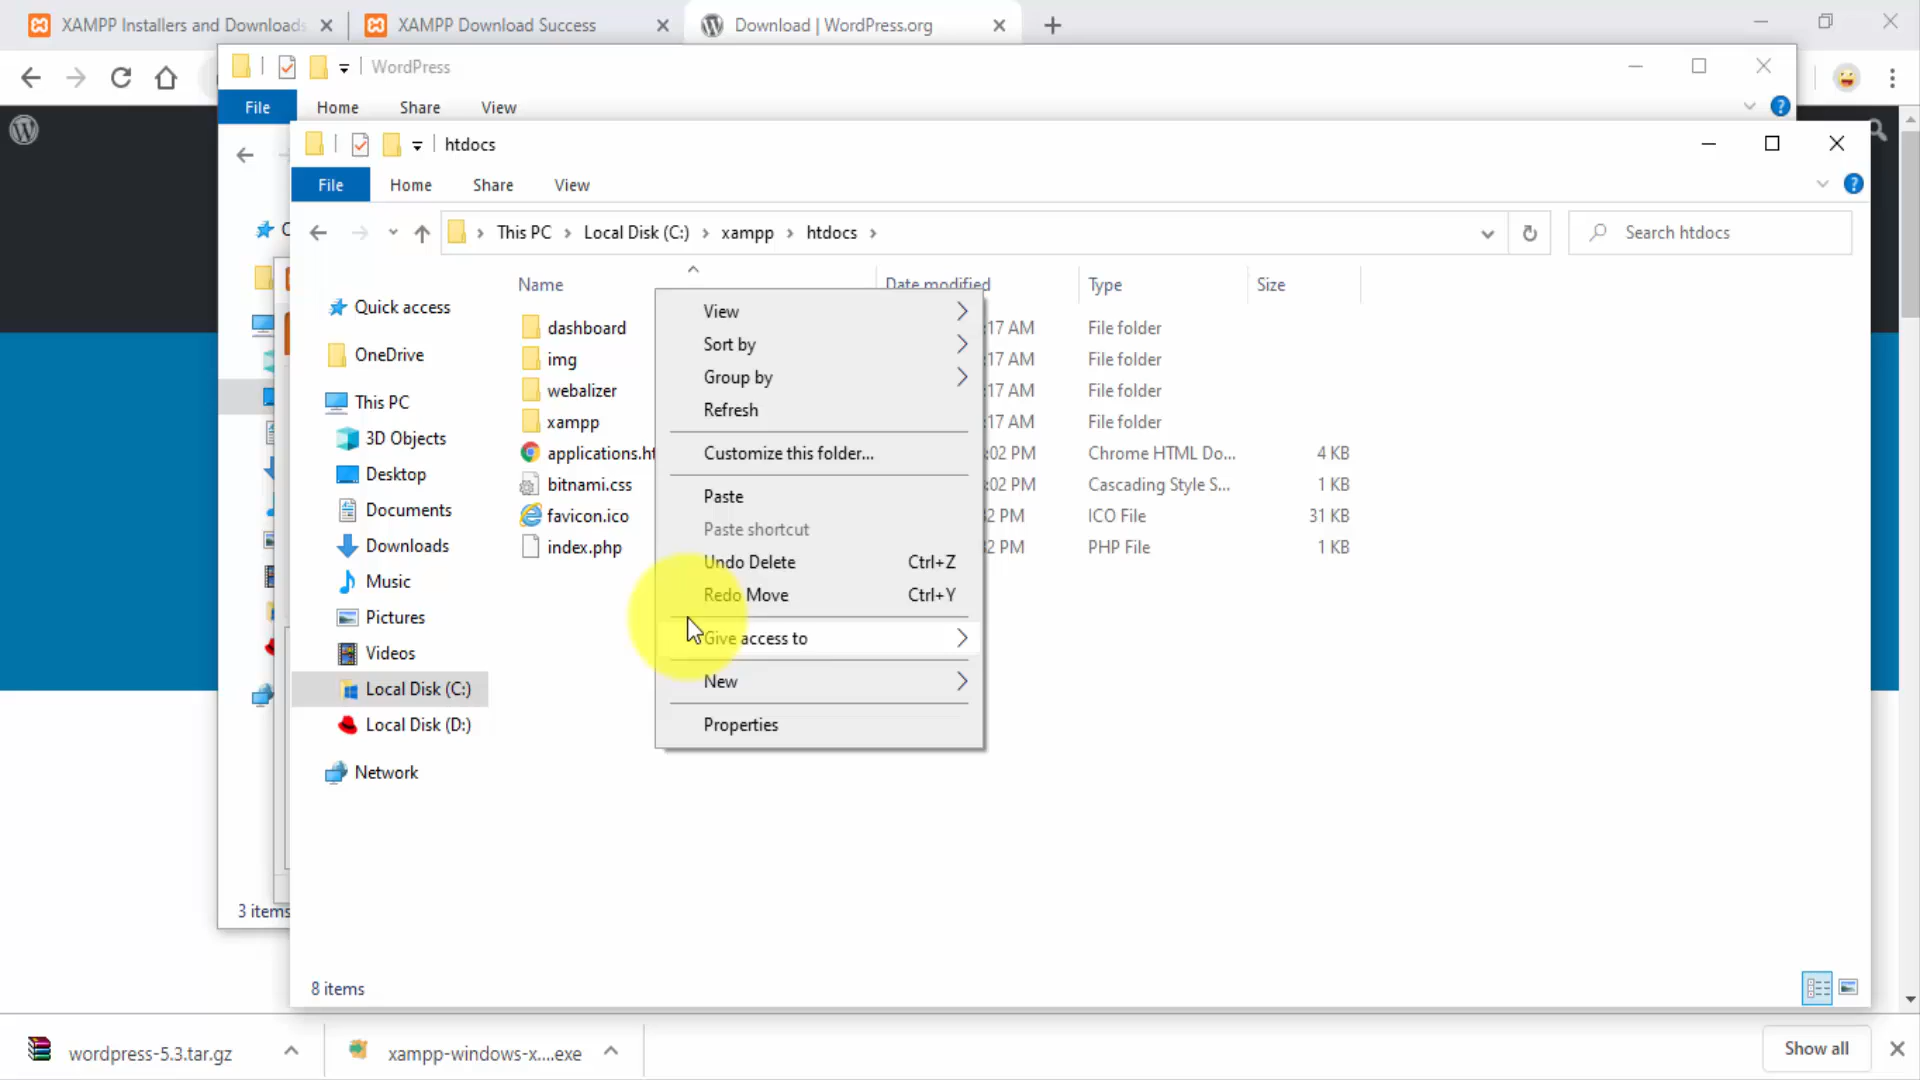 XAMPP Installers and Downloads
XAMPP Download Success
Download | WordPress.org
WordPress
File
Home
Share
View
htdocs
File
Home
Share
View
This PC
Local Disk (C:)
xampp
htdocs
Search htdocs
Name
Date modified
Type
Size
Quick access
OneDrive
This PC
3D Objects
Desktop
Documents
Downloads
Music
Pictures
Videos
Local Disk (C:)
Local Disk (D:)
Network
dashboard
:17 AM
File folder
img
:17 AM
File folder
webalizer
:17 AM
File folder
xampp
:17 AM
File folder
applications.ht
:02 PM
Chrome HTML Do...
4 KB
bitnami.css
:02 PM
Cascading Style S...
1 KB
favicon.ico
32 PM
ICO File
31 KB
index.php
32 PM
PHP File
1 KB
View
Sort by
Group by
Refresh
Customize this folder...
Paste
Paste shortcut
Undo Delete Ctrl+Z
Redo Move Ctrl+Y
Give access to
New
Properties
3 items
8 items
wordpress-5.3.tar.gz
xampp-windows-x....exe
Show all